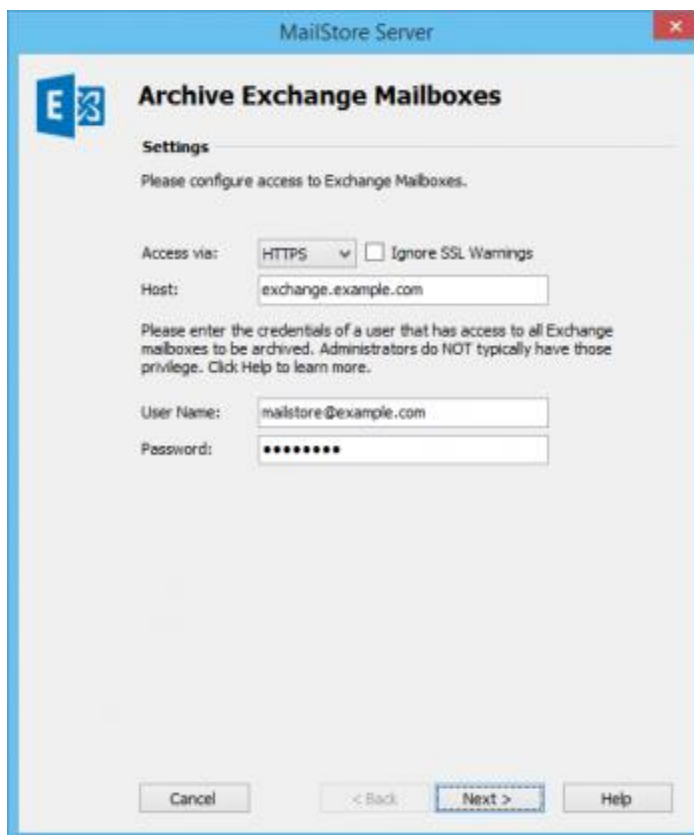 MailStore Server
E
Archive Exchange Mailboxes
Settings
Please configure access to Exchange Mailboxes.
Access via: HTTPS Ignore SSL Warnings
Host: exchange.example.com
Please enter the credentials of a user that has access to all Exchange
mailboxes to be archived. Administrators do NOT typically have those
privilege. Click Help to learn more.
User Name: mailstore@example.com
Password: ••••••••
Cancel < Back Next > Help